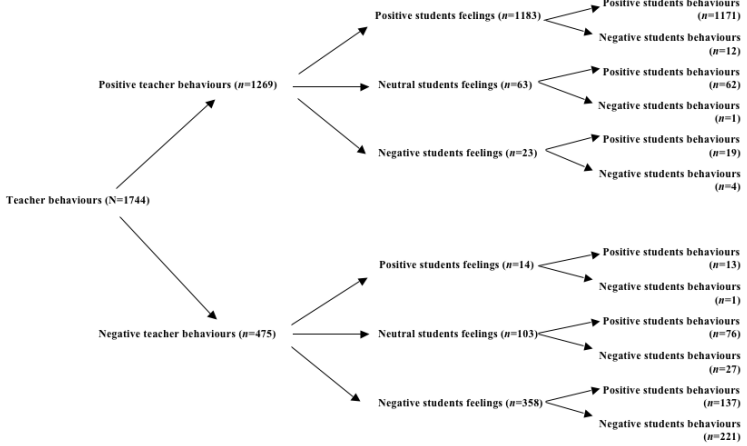 Positive students behaviours
(n=1171)
Positive students feelings (n=1183)
Negative students behaviours
(n=12)
Positive teacher behaviours (n=1269)
Neutral students feelings (n=63)
Positive students behaviours
(n=62)
Negative students behaviours
(n=1)
Negative students feelings (n=23)
Positive students behaviours
(n=19)
Negative students behaviours
(n=4)
Teacher behaviours (N=1744)
Positive students feelings (n=14)
Positive students behaviours
(n=13)
Negative students behaviours
(n=1)
Negative teacher behaviours (n=475)
Neutral students feelings (n=103)
Positive students behaviours
(n=76)
Negative students behaviours
(n=27)
Negative students feelings (n=358)
Positive students behaviours
(n=137)
Negative students behaviours
(n=221)